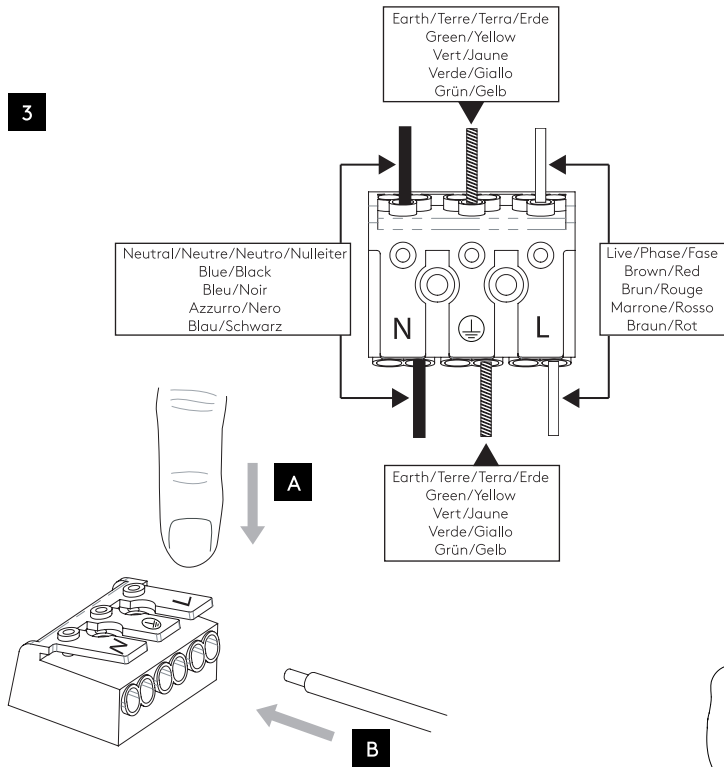 Earth/Terre/Terra/Erde
Green/Yellow
Vert/Jaune
Verde/Giallo
Grün/Gelb
3
Neutral/Neutre/Neutro/Nulleiter
Blue/Black
Bleu/Noir
Azzurro/Nero
Blau/Schwarz
Live/Phase/Fase
Brown/Red
Brun/Rouge
Marrone/Rosso
Braun/Rot
N
L
Earth/Terre/Terra/Erde
Green/Yellow
Vert/Jaune
Verde/Giallo
Grün/Gelb
A
L
N
B